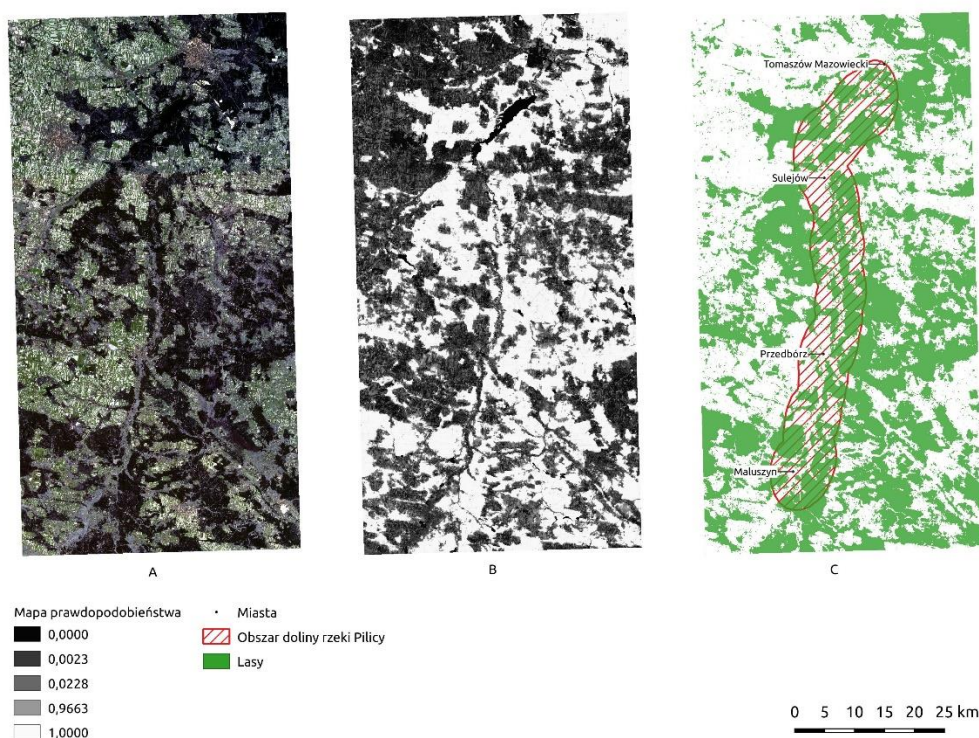 Tomaszów Mazowiecki
Sulejów
Przedbórz
Maluszyn
A
B
C
Mapa prawdopodobieństwa
0,0000
0,0023
0,0228
0,9663
1,0000
Miasta
Obszar doliny rzeki Pilicy
Lasy
0 5 10 15 20 25 km